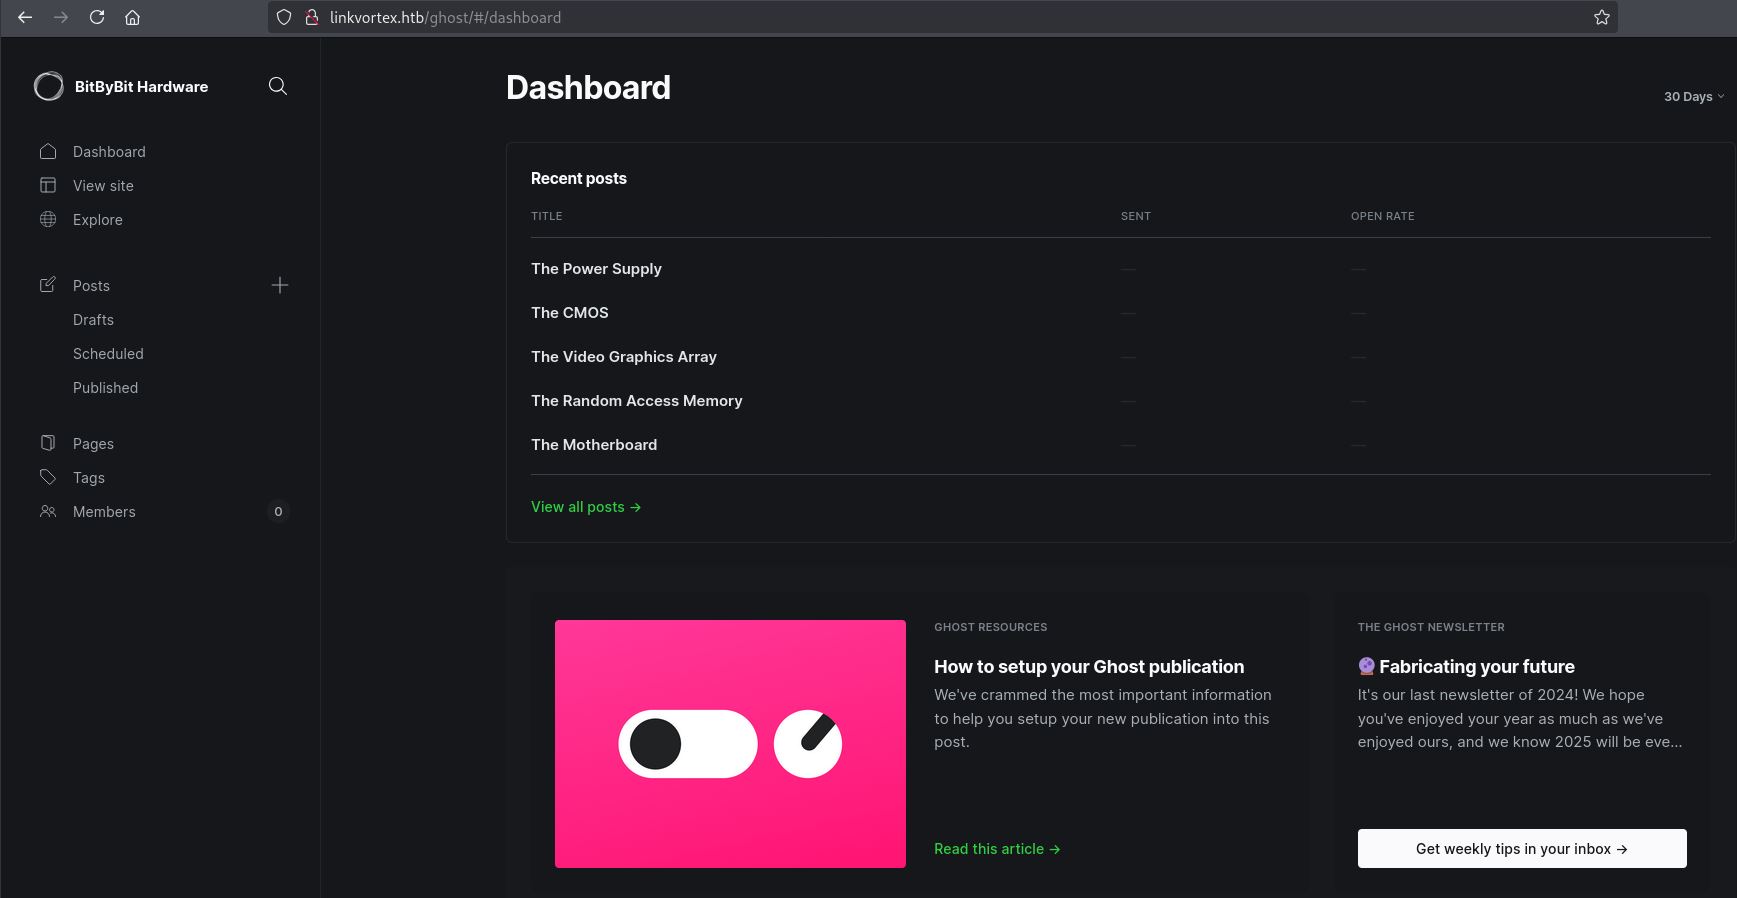 linkvortex.htb/ghost/#/dashboard
BitByBit Hardware
Dashboard
View site
Explore
Posts
Drafts
Scheduled
Published
Pages
Tags
Members 0
Dashboard
30 Days
Recent posts
TITLE SENT OPEN RATE
The Power Supply — —
The CMOS — —
The Video Graphics Array — —
The Random Access Memory — —
The Motherboard — —
View all posts →
GHOST RESOURCES
How to setup your Ghost publication
We've crammed the most important information
to help you setup your new publication into this
post.
Read this article →
THE GHOST NEWSLETTER
🔮 Fabricating your future
It's our last newsletter of 2024! We hope
you've enjoyed your year as much as we've
enjoyed ours, and we know 2025 will be eve...
Get weekly tips in your inbox →